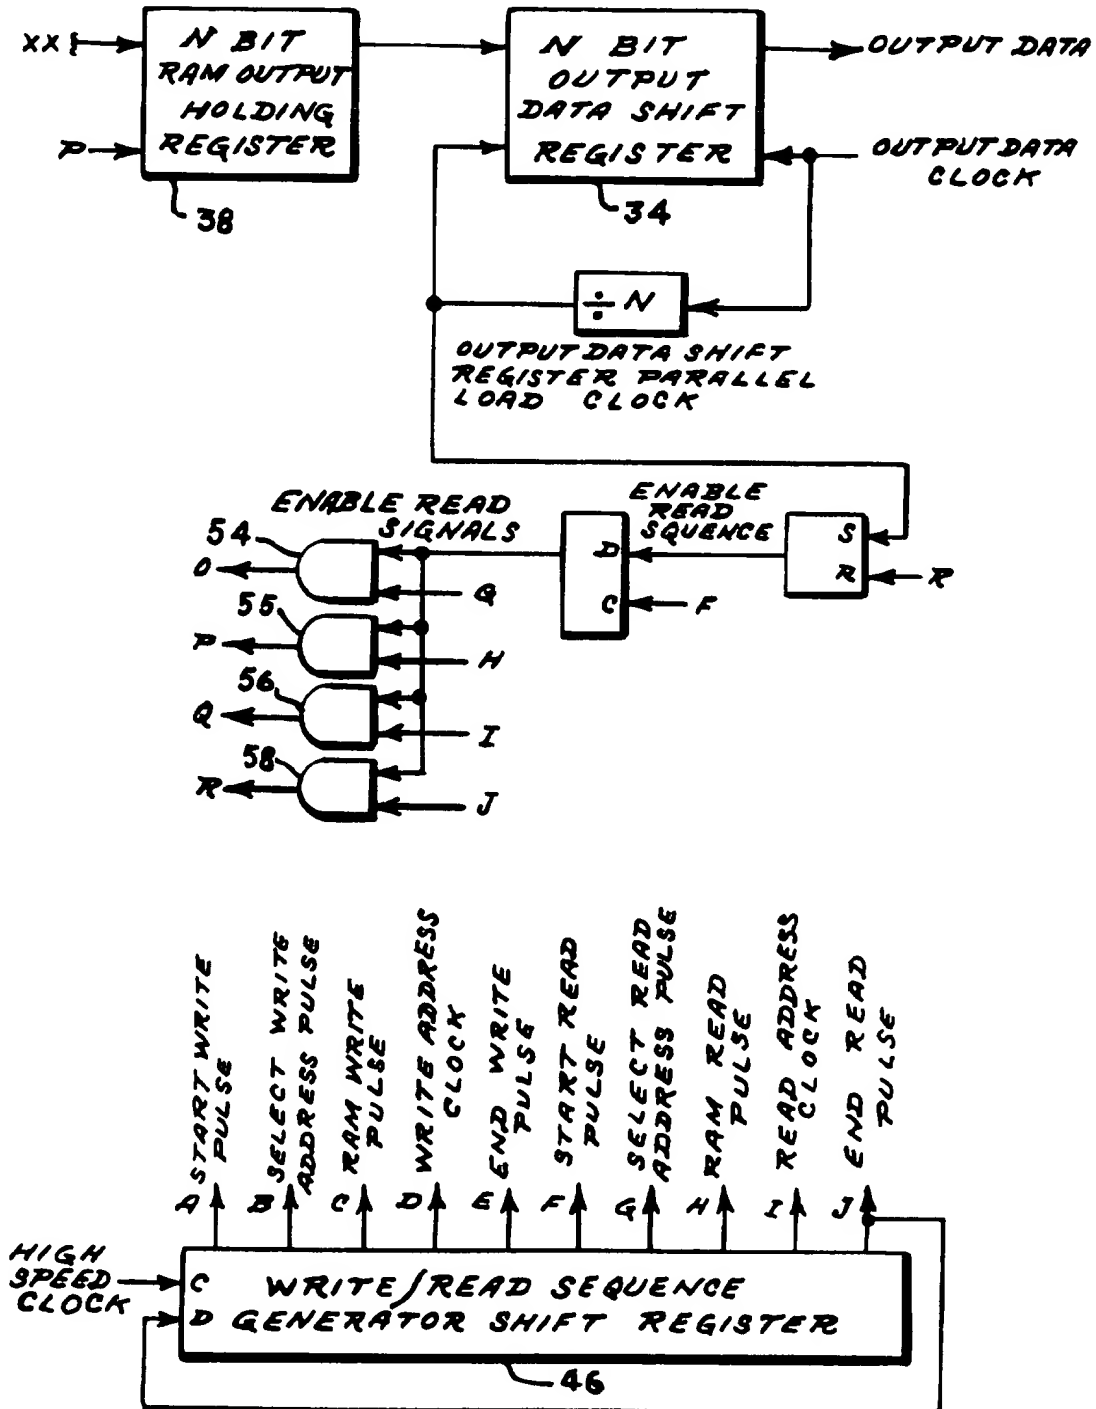 XX
N BIT
RAM OUTPUT
HOLDING
REGISTER
P
38
N BIT
OUTPUT
DATA SHIFT
REGISTER
34
OUTPUT DATA
OUTPUT DATA
CLOCK
÷ N
OUTPUT DATA SHIFT
REGISTER PARALLEL
LOAD CLOCK
ENABLE READ
SIGNALS
ENABLE
READ
SQUENCE
S
R
R
D
C
F
54
O
G
55
P
H
56
Q
I
58
R
J
START WRITE
PULSE
SELECT WRITE
ADDRESS PULSE
RAM WRITE
PULSE
WRITE ADDRESS
CLOCK
END WRITE
PULSE
START READ
PULSE
SELECT READ
ADDRESS PULSE
RAM READ
PULSE
READ ADDRESS
CLOCK
END READ
PULSE
A B C D E F G H I J
HIGH
SPEED
CLOCK
C WRITE/READ SEQUENCE
D GENERATOR SHIFT REGISTER
46